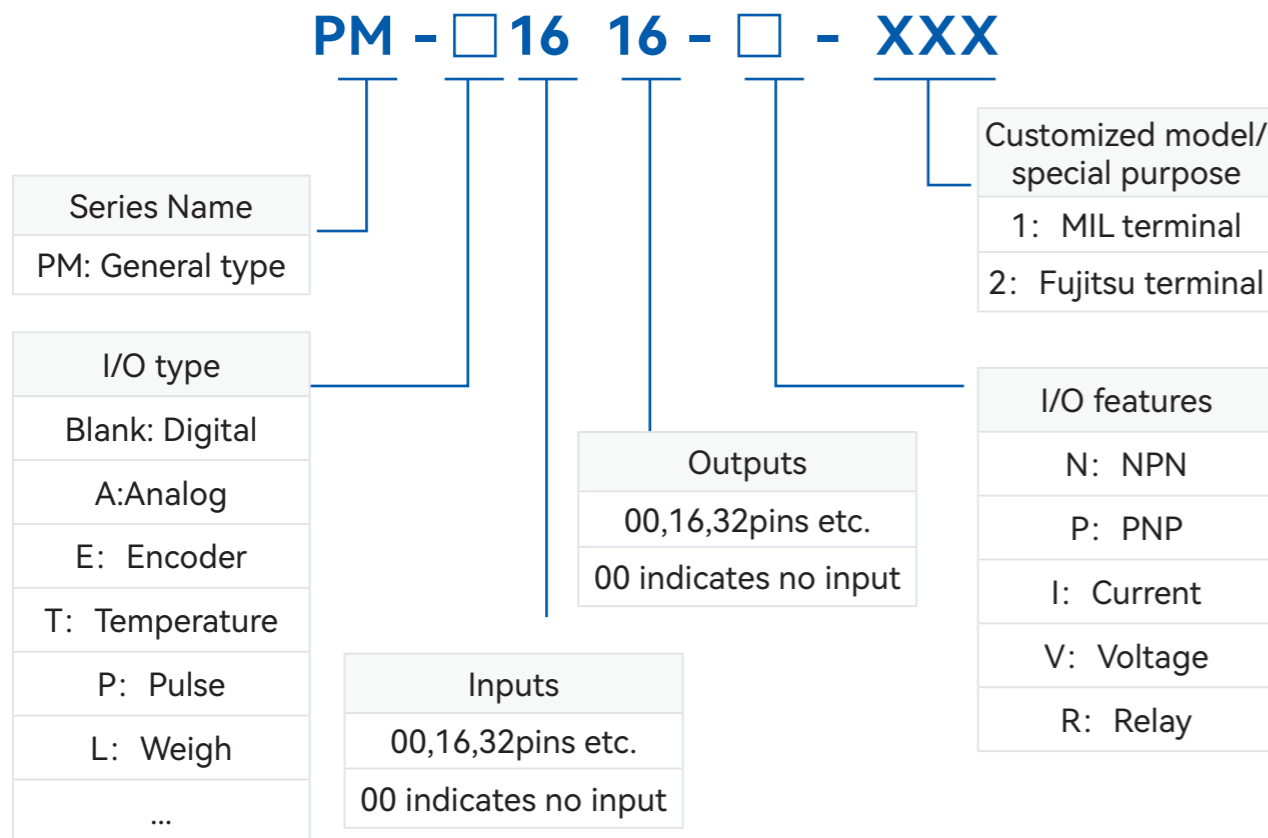 PM - □ 16 16 - □ - XXX
Series Name
PM: General type
I/O type
Blank: Digital
A:Analog
E: Encoder
T: Temperature
P: Pulse
L: Weigh
...
Inputs
00,16,32pins etc.
00 indicates no input
Outputs
00,16,32pins etc.
00 indicates no input
Customized model/
special purpose
1: MIL terminal
2: Fujitsu terminal
I/O features
N: NPN
P: PNP
I: Current
V: Voltage
R: Relay